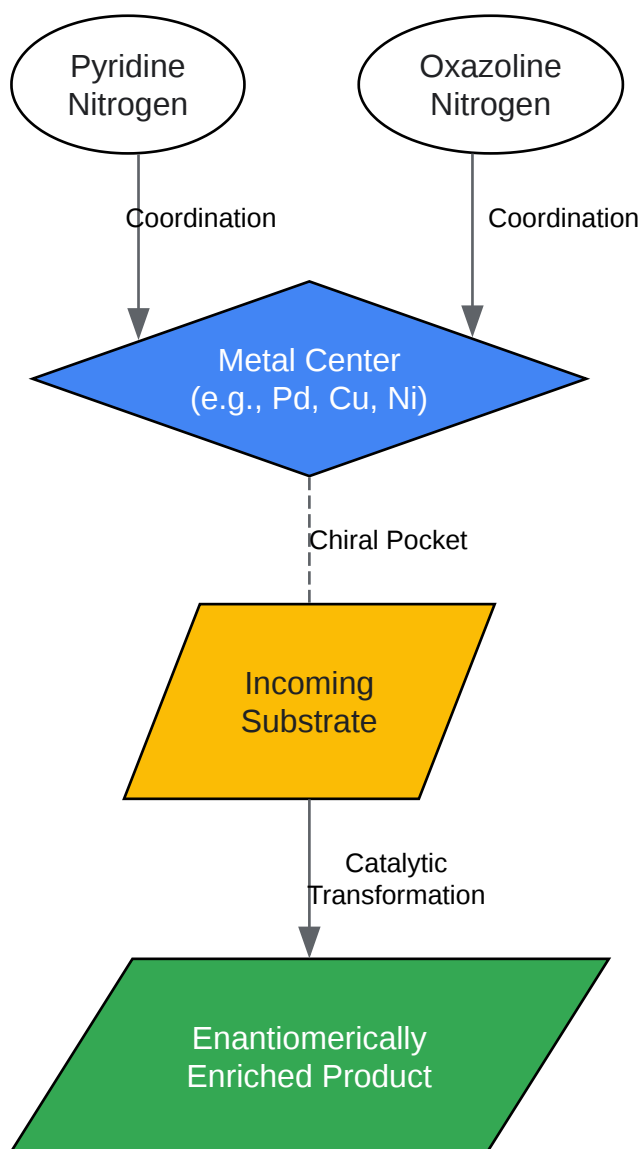 Pyridine
Nitrogen
Oxazoline
Nitrogen
Coordination
Coordination
Metal Center
(e.g., Pd, Cu, Ni)
Chiral Pocket
Incoming
Substrate
Catalytic
Transformation
Enantiomerically
Enriched Product